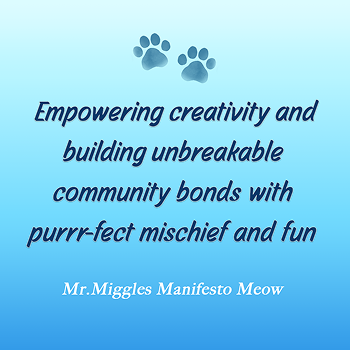 Empowering creativity and
building unbreakable
community bonds with
purrr-fect mischief and fun
Mr.Miggles Manifesto Meow